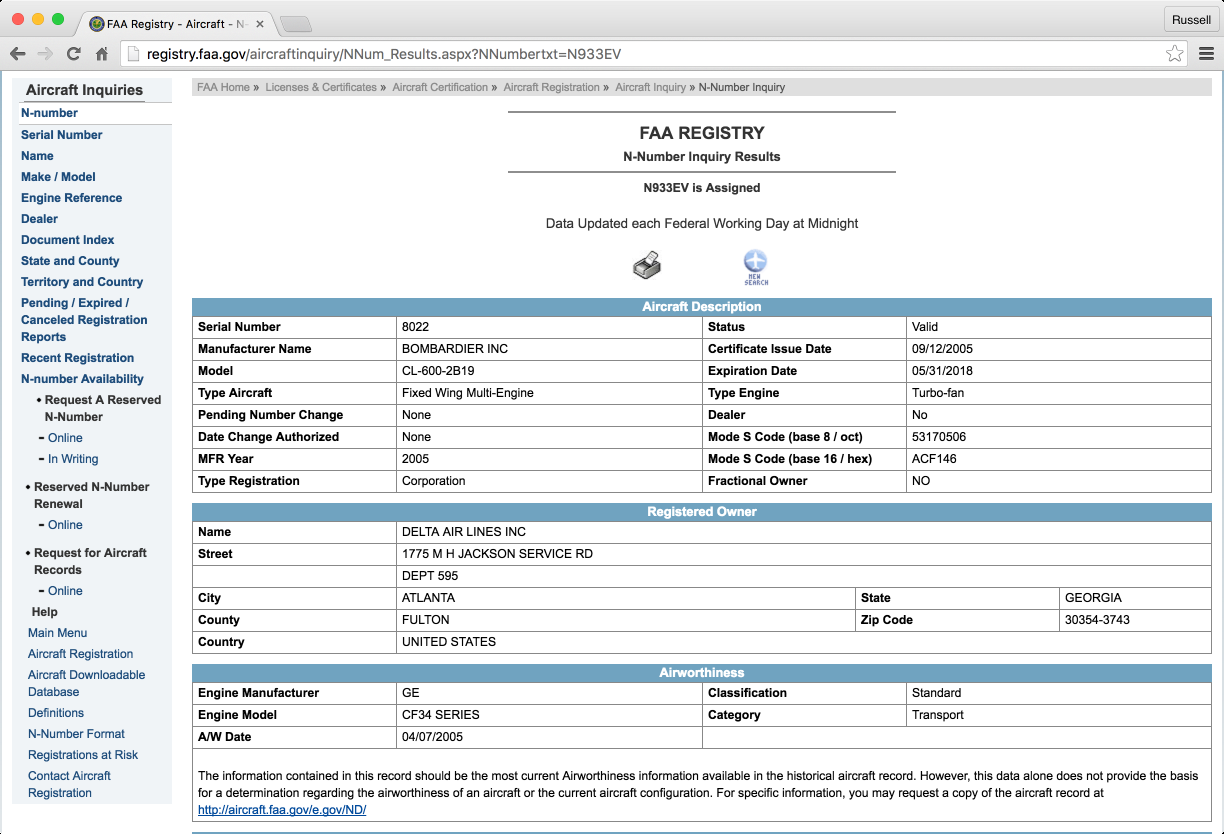 FAA Registry - Aircraft - N-
Russell
registry.faa.gov/aircraftinquiry/NNum_Results.aspx?NNumbertxt=N933EV
Aircraft Inquiries
N-number
Serial Number
Name
Make / Model
Engine Reference
Dealer
Document Index
State and County
Territory and Country
Pending / Expired /
Canceled Registration
Reports
Recent Registration
N-number Availability
• Request A Reserved
N-Number
- Online
- In Writing
• Reserved N-Number
Renewal
- Online
• Request for Aircraft
Records
- Online
Help
Main Menu
Aircraft Registration
Aircraft Downloadable
Database
Definitions
N-Number Format
Registrations at Risk
Contact Aircraft
Registration
FAA Home » Licenses & Certificates » Aircraft Certification » Aircraft Registration » Aircraft Inquiry » N-Number Inquiry
FAA REGISTRY
N-Number Inquiry Results
N933EV is Assigned
Data Updated each Federal Working Day at Midnight
NEW
SEARCH
Aircraft Description
Serial Number 8022 Status Valid
Manufacturer Name BOMBARDIER INC Certificate Issue Date 09/12/2005
Model CL-600-2B19 Expiration Date 05/31/2018
Type Aircraft Fixed Wing Multi-Engine Type Engine Turbo-fan
Pending Number Change None Dealer No
Date Change Authorized None Mode S Code (base 8 / oct) 53170506
MFR Year 2005 Mode S Code (base 16 / hex) ACF146
Type Registration Corporation Fractional Owner NO
Registered Owner
Name DELTA AIR LINES INC
Street 1775 M H JACKSON SERVICE RD
DEPT 595
City ATLANTA State GEORGIA
County FULTON Zip Code 30354-3743
Country UNITED STATES
Airworthiness
Engine Manufacturer GE Classification Standard
Engine Model CF34 SERIES Category Transport
A/W Date 04/07/2005
The information contained in this record should be the most current Airworthiness information available in the historical aircraft record. However, this data alone does not provide the basis
for a determination regarding the airworthiness of an aircraft or the current aircraft configuration. For specific information, you may request a copy of the aircraft record at
http://aircraft.faa.gov/e.gov/ND/